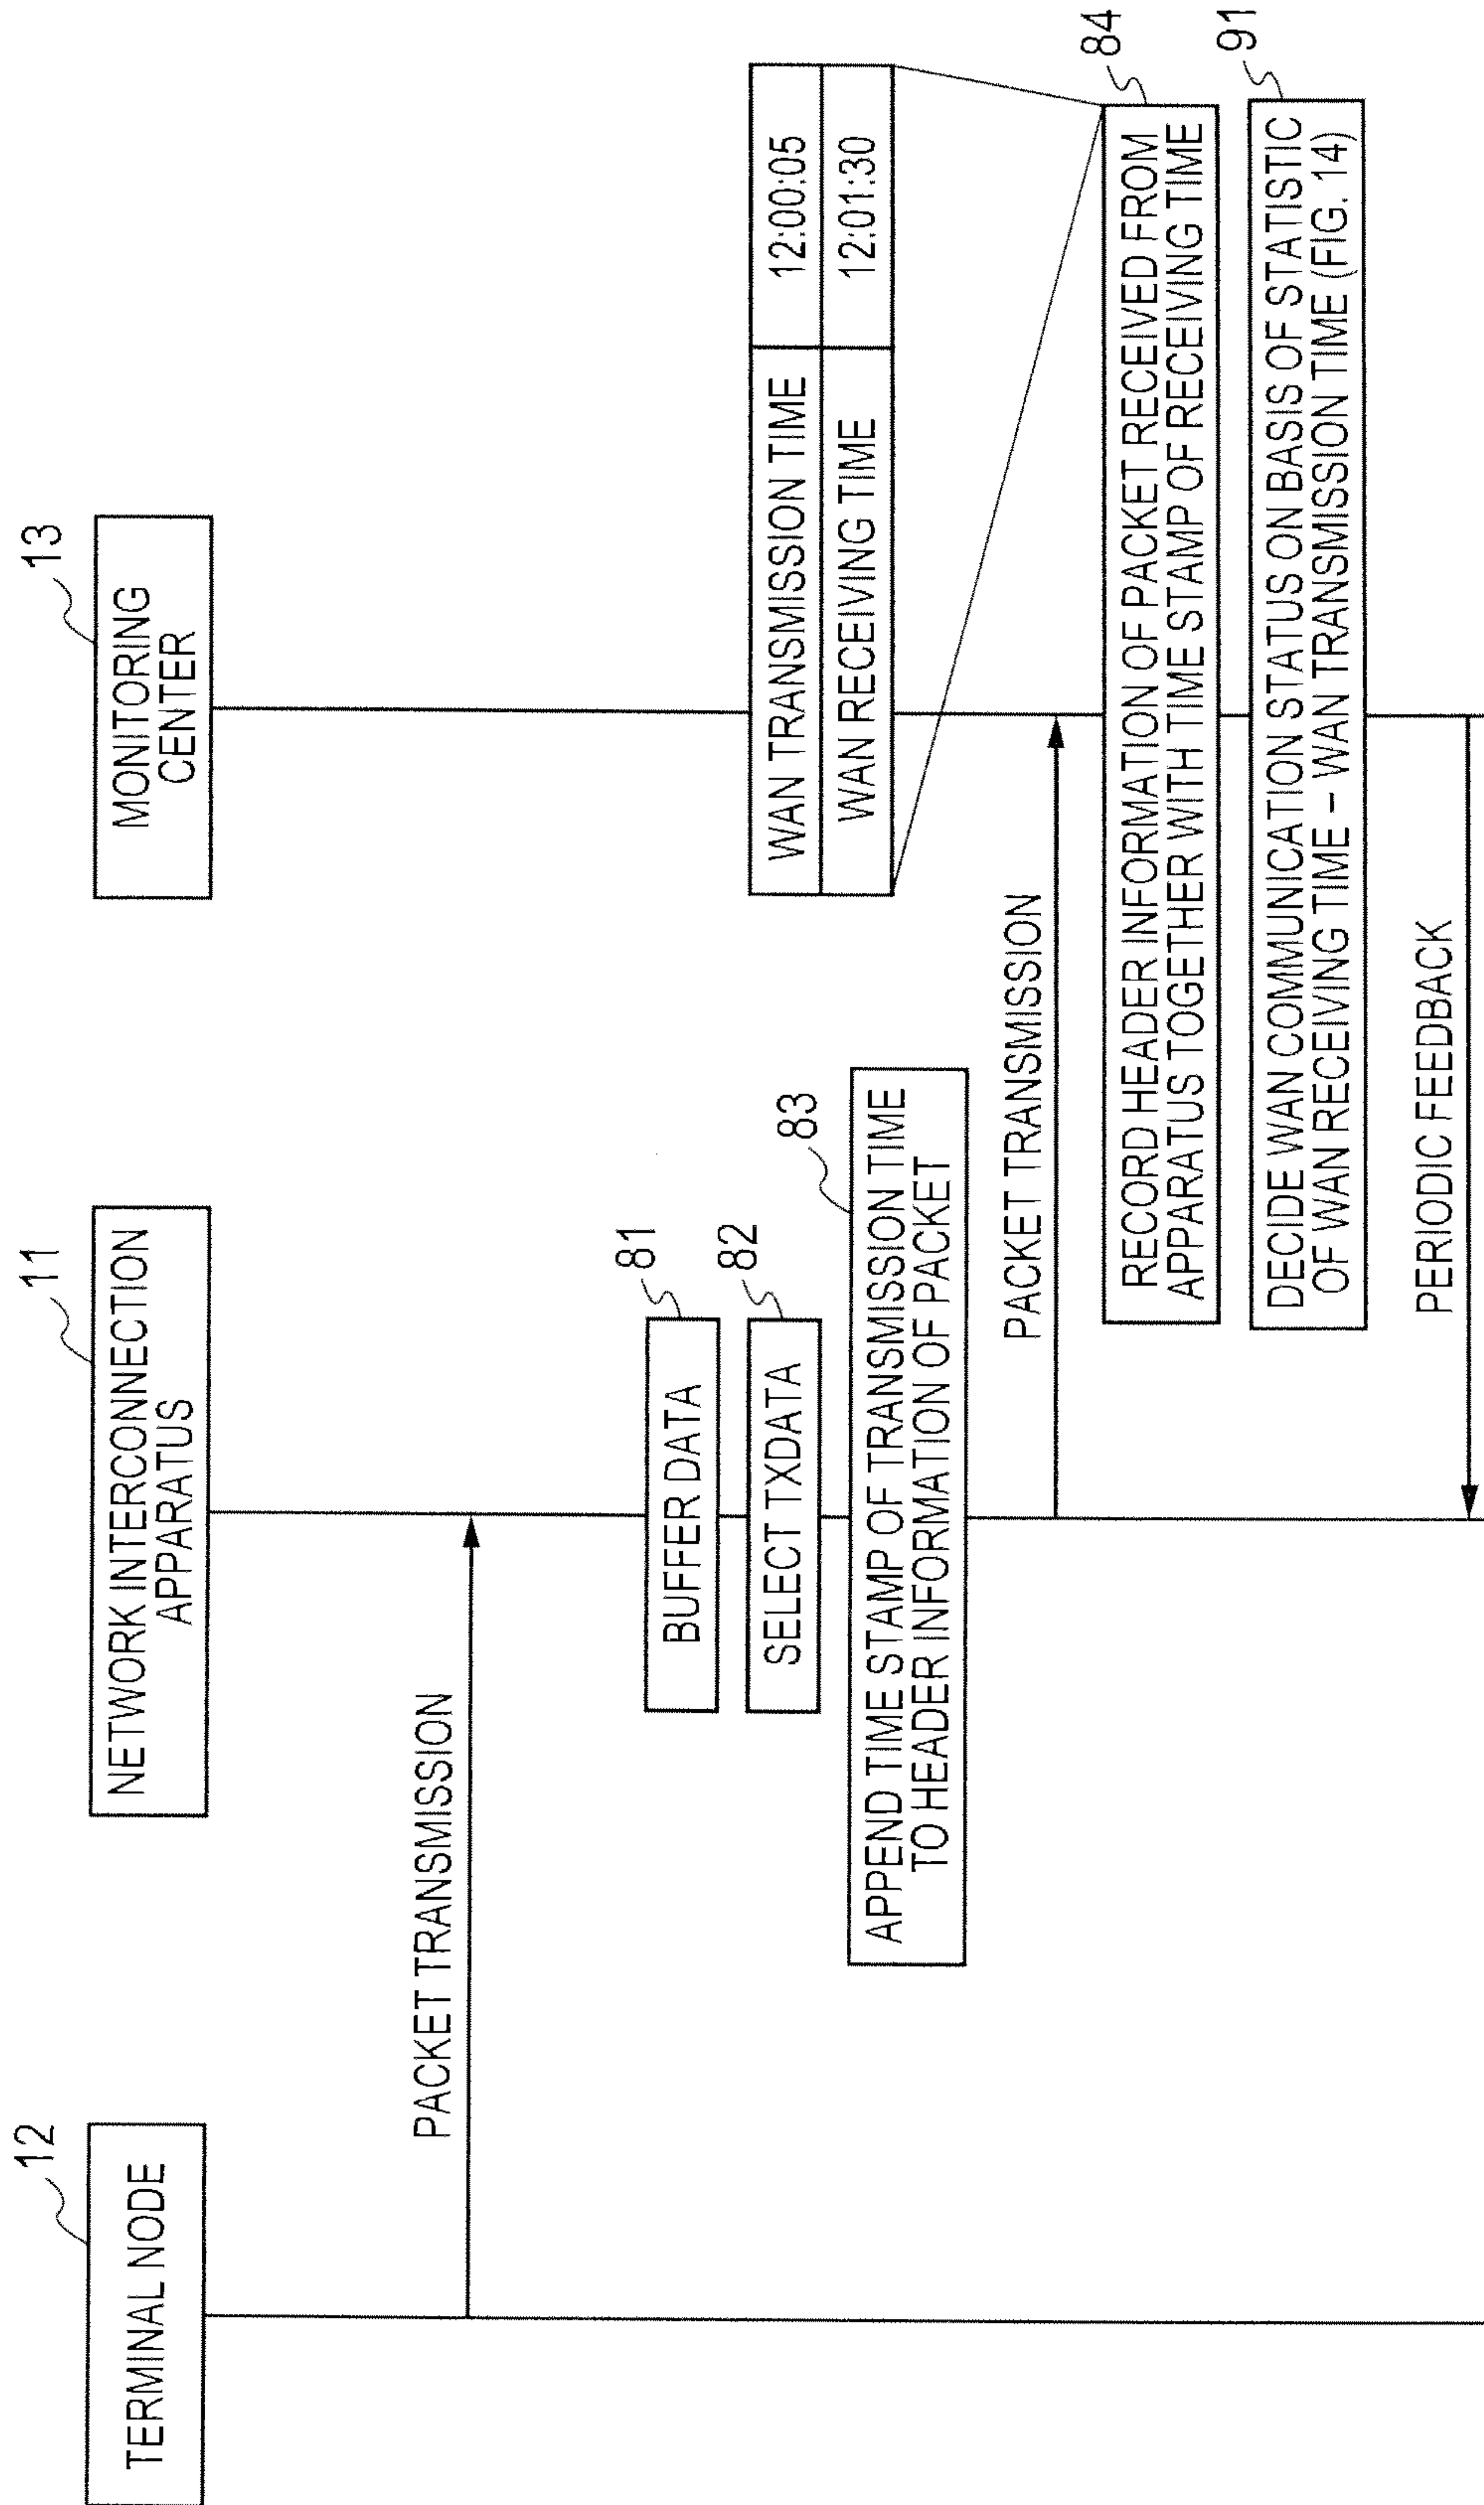 12
TERMINAL NODE
11
NETWORK INTERCONNECTION
APPARATUS
13
MONITORING
CENTER
PACKET TRANSMISSION
81
BUFFER DATA
82
SELECT TXDATA
83
APPEND TIME STAMP OF TRANSMISSION TIME
TO HEADER INFORMATION OF PACKET
WAN TRANSMISSION TIME 12:00:05
WAN RECEIVING TIME 12:01:30
PACKET TRANSMISSION
84
RECORD HEADER INFORMATION OF PACKET RECEIVED FROM
APPARATUS TOGETHER WITH TIME STAMP OF RECEIVING TIME
91
DECIDE WAN COMMUNICATION STATUS ON BASIS OF STATISTIC
OF WAN RECEIVING TIME – WAN TRANSMISSION TIME (FIG. 14)
PERIODIC FEEDBACK